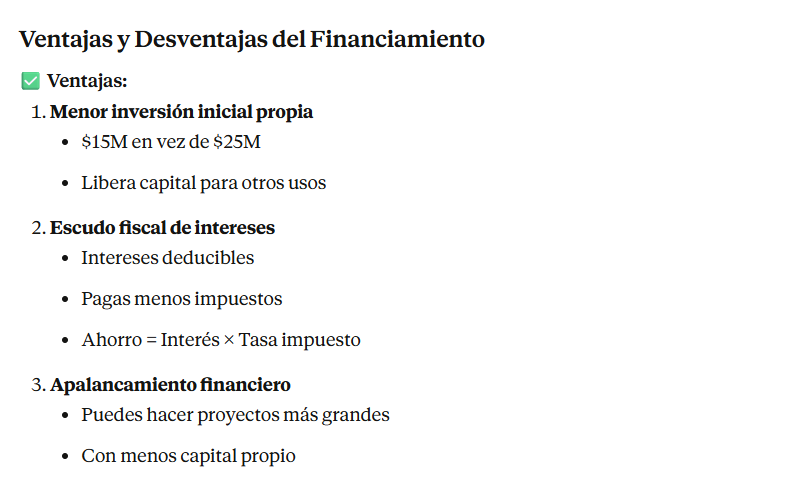 Ventajas y Desventajas del Financiamiento
✅ Ventajas:
1. Menor inversión inicial propia
• $15M en vez de $25M
• Libera capital para otros usos
2. Escudo fiscal de intereses
• Intereses deducibles
• Pagas menos impuestos
• Ahorro = Interés × Tasa impuesto
3. Apalancamiento financiero
• Puedes hacer proyectos más grandes
• Con menos capital propio